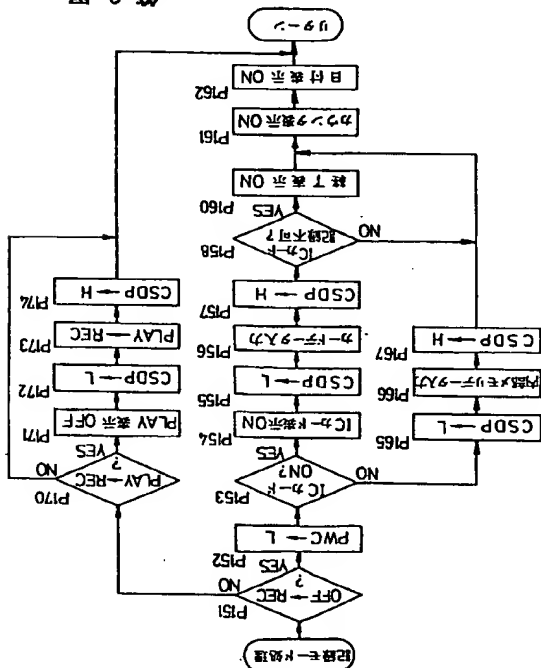 記録モード処理
P151
OFF→REC
?
YES
NO
P152
PWC←L
P153
ICカード
ON?
YES
NO
P154
ICカード表示ON
P155
CSDP←L
P156
カードデータ入力
P157
CSDP←H
P158
ICカード
記録不可?
YES
NO
P160
終了表示ON
P161
カウンタ表示ON
P162
日付表示ON
リターン
P165
CSDP←L
P166
内部メモリデータ入力
P167
CSDP←H
P170
PLAY→REC
?
YES
NO
P171
PLAY表示OFF
P172
CSDP←L
P173
PLAY→REC
P174
CSDP←H